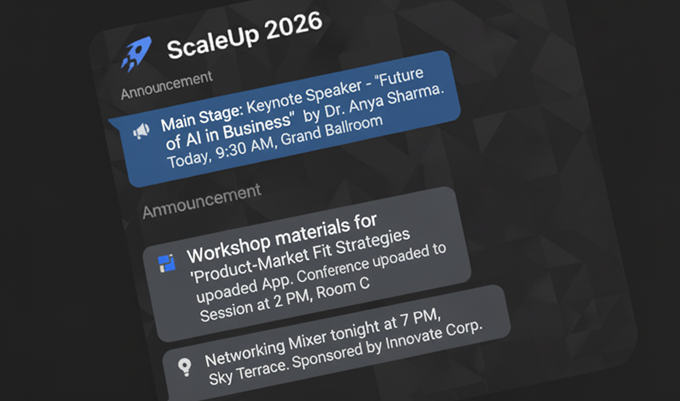 ScaleUp 2026
Announcement
Main Stage: Keynote Speaker - "Future
of AI in Business" by Dr. Anya Sharma.
Today, 9:30 AM, Grand Ballroom
Anmouncement
Workshop materials for
'Product-Market Fit Strategies
upoaded App. Conference upoaded to
Session at 2 PM, Room C
Networking Mixer tonight at 7 PM,
Sky Terrace. Sponsored by Innovate Corp.